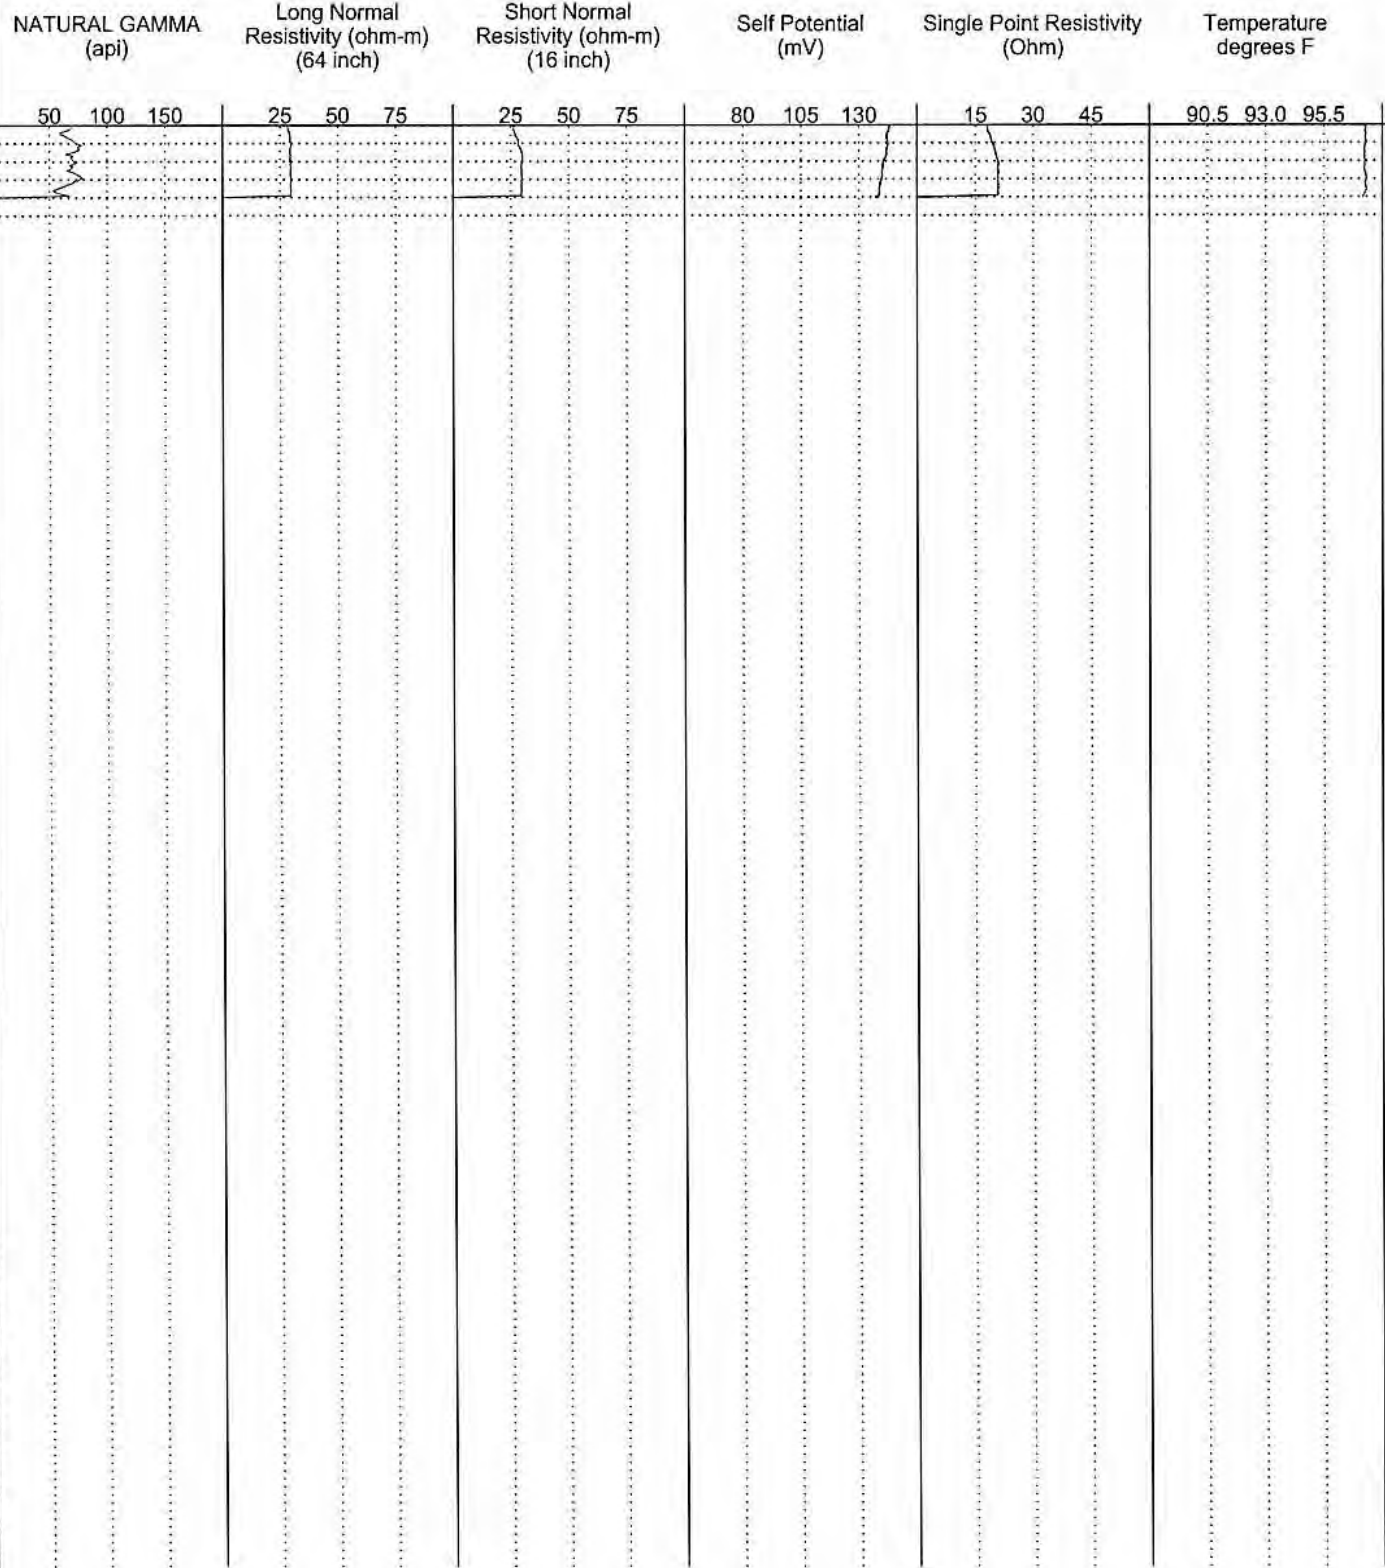 NATURAL GAMMA
(api)
Long Normal
Resistivity (ohm-m)
(64 inch)
Short Normal
Resistivity (ohm-m)
(16 inch)
Self Potential
(mV)
Single Point Resistivity
(Ohm)
Temperature
degrees F
50 100 150 25 50 75 25 50 75 80 105 130 15 30 45 90.5 93.0 95.5